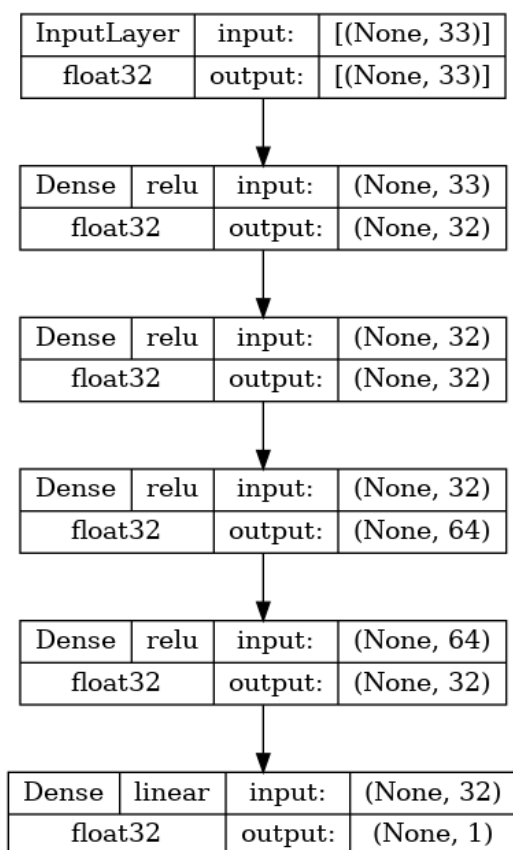 InputLayer input: [(None, 33)]
float32 output: [(None, 33)]
Dense relu input: (None, 33)
float32 output: (None, 32)
Dense relu input: (None, 32)
float32 output: (None, 32)
Dense relu input: (None, 32)
float32 output: (None, 64)
Dense relu input: (None, 64)
float32 output: (None, 32)
Dense linear input: (None, 32)
float32 output: (None, 1)